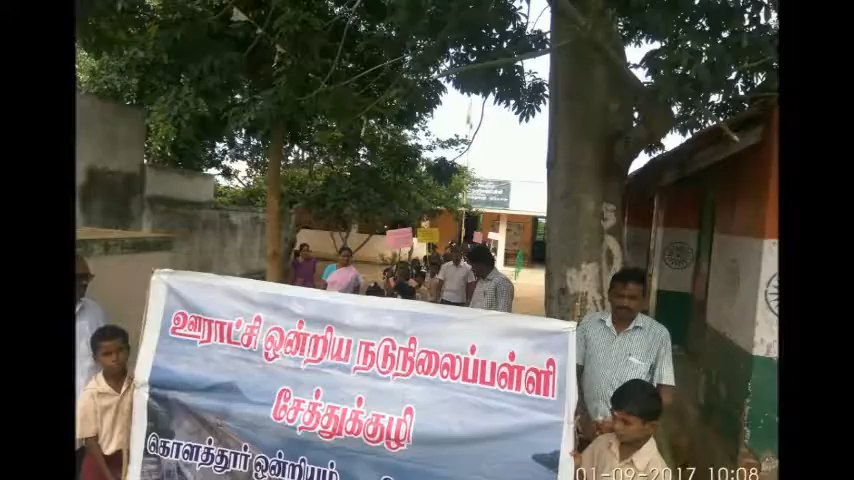 ஊராட்சி ஒன்றிய நடுநிலைப்பள்ளி
சேத்துக்குழி
கொளத்தூர் ஒன்றியம்
01/09/2017 10:08